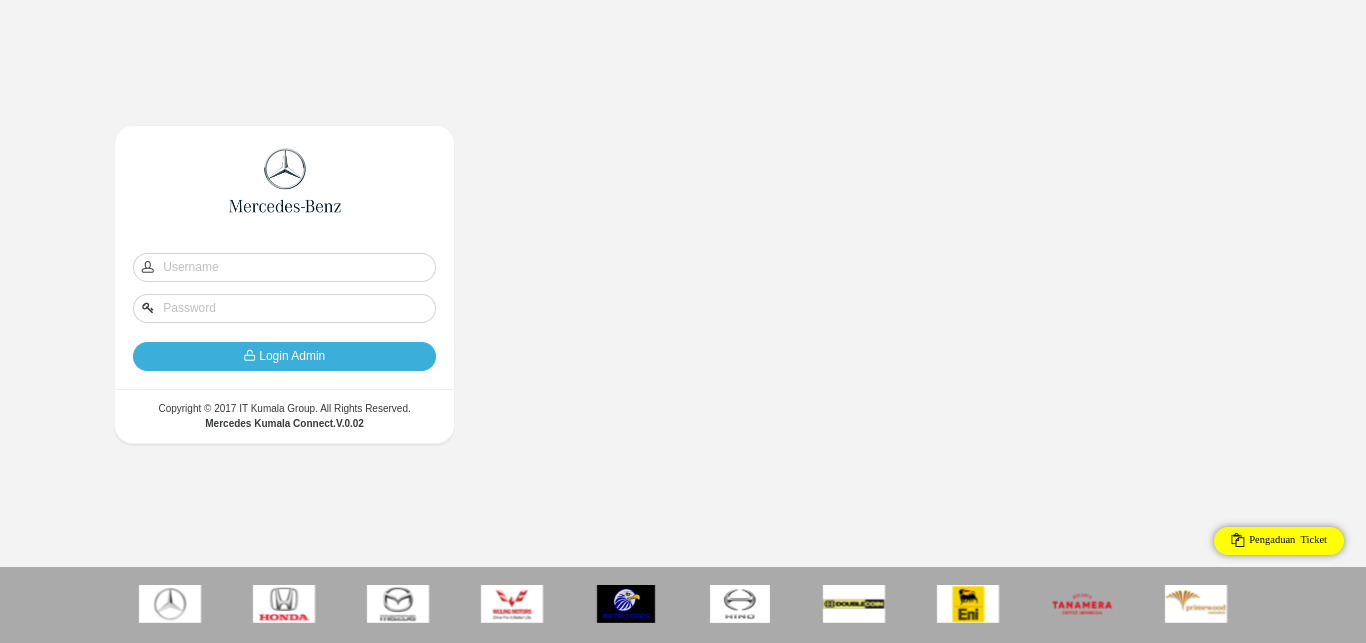 Mercedes-Benz
Username
Password
Login Admin
Copyright © 2017 IT Kumala Group. All Rights Reserved.
Mercedes Kumala Connect.V.0.02
Pengaduan Ticket
HONDA
mazda
WULING MOTORS
HINO
DOUBLECOIN
Eni
TANAMERA
primewood